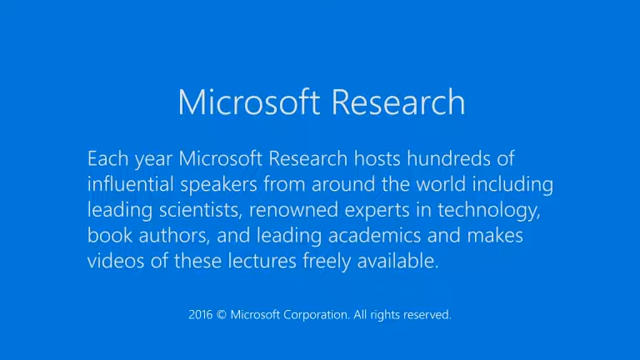 Microsoft Research
Each year Microsoft Research hosts hundreds of
influential speakers from around the world including
leading scientists, renowned experts in technology,
book authors, and leading academics and makes
videos of these lectures freely available.
2016 © Microsoft Corporation. All rights reserved.